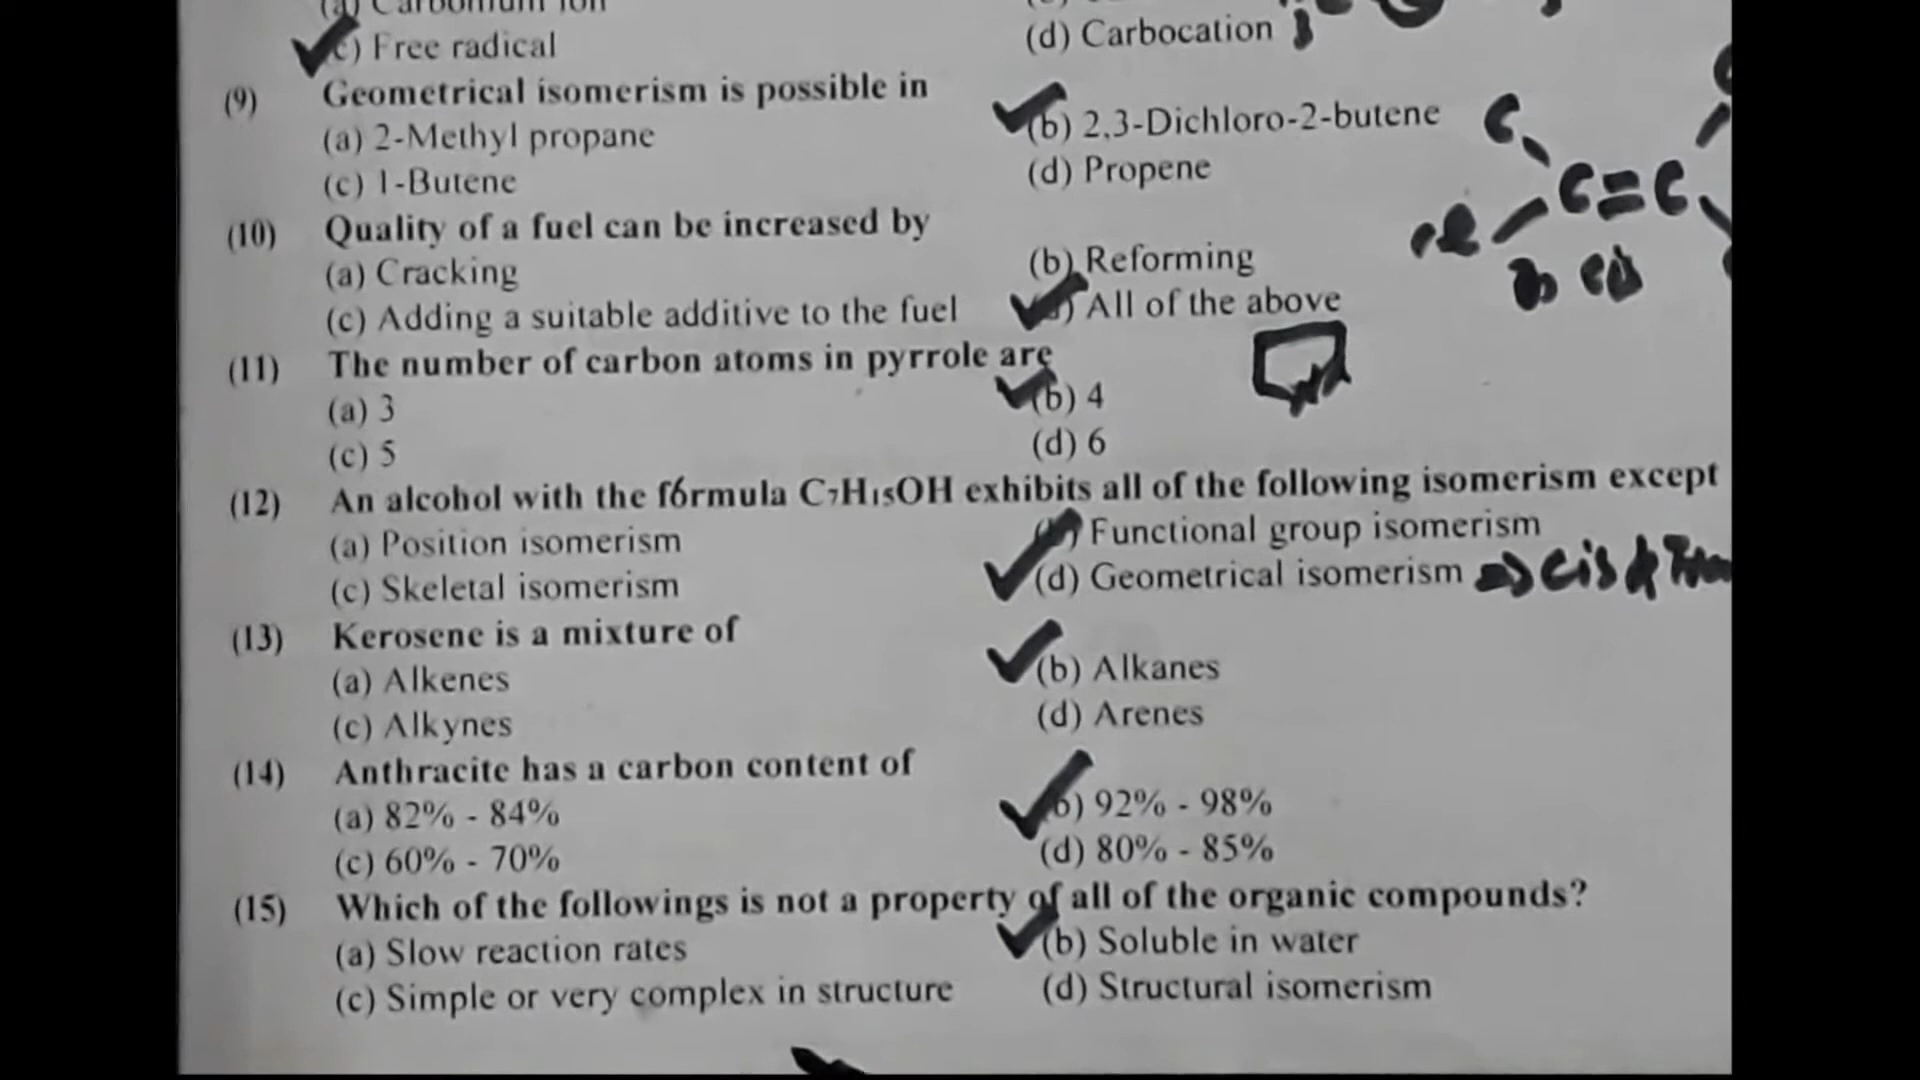 (a) Carbonium ion
(c) Free radical (d) Carbocation
(9) Geometrical isomerism is possible in
(a) 2-Methyl propane (b) 2,3-Dichloro-2-butene
(c) 1-Butene (d) Propene
C C=C
(10) Quality of a fuel can be increased by
(a) Cracking (b) Reforming
(c) Adding a suitable additive to the fuel ) All of the above
(11) The number of carbon atoms in pyrrole are
(a) 3 (b) 4
(c) 5 (d) 6
(12) An alcohol with the formula C₇H₁₅OH exhibits all of the following isomerism except
(a) Position isomerism ) Functional group isomerism
(c) Skeletal isomerism (d) Geometrical isomerism ⇒ cis &
(13) Kerosene is a mixture of
(a) Alkenes (b) Alkanes
(c) Alkynes (d) Arenes
(14) Anthracite has a carbon content of
(a) 82% - 84% b) 92% - 98%
(c) 60% - 70% (d) 80% - 85%
(15) Which of the followings is not a property of all of the organic compounds?
(a) Slow reaction rates (b) Soluble in water
(c) Simple or very complex in structure (d) Structural isomerism